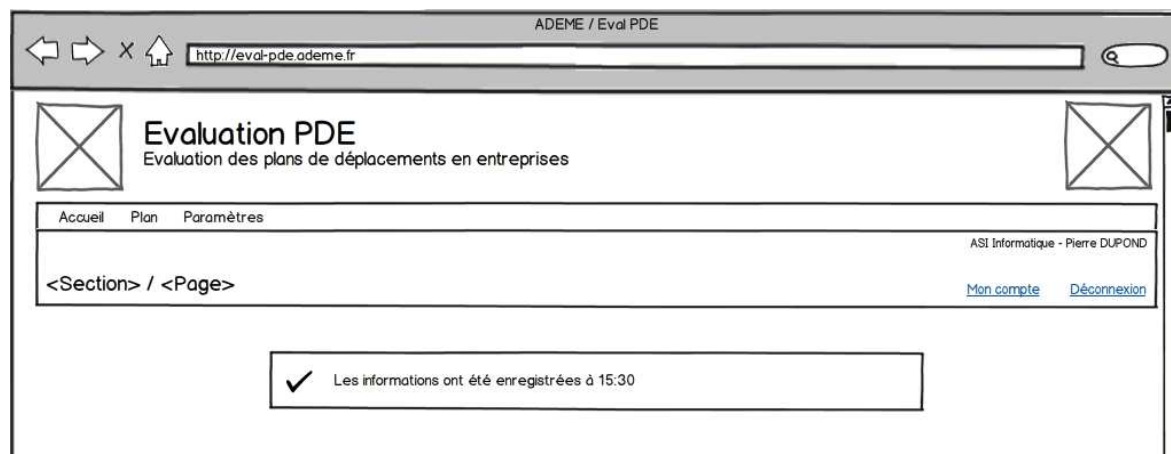 ADEME / Eval PDE
http://eval-pde.ademe.fr
Evaluation PDE
Evaluation des plans de déplacements en entreprises
Accueil Plan Paramètres
ASI Informatique - Pierre DUPOND
<Section> / <Page>
Mon compte Déconnexion
Les informations ont été enregistrées à 15:30